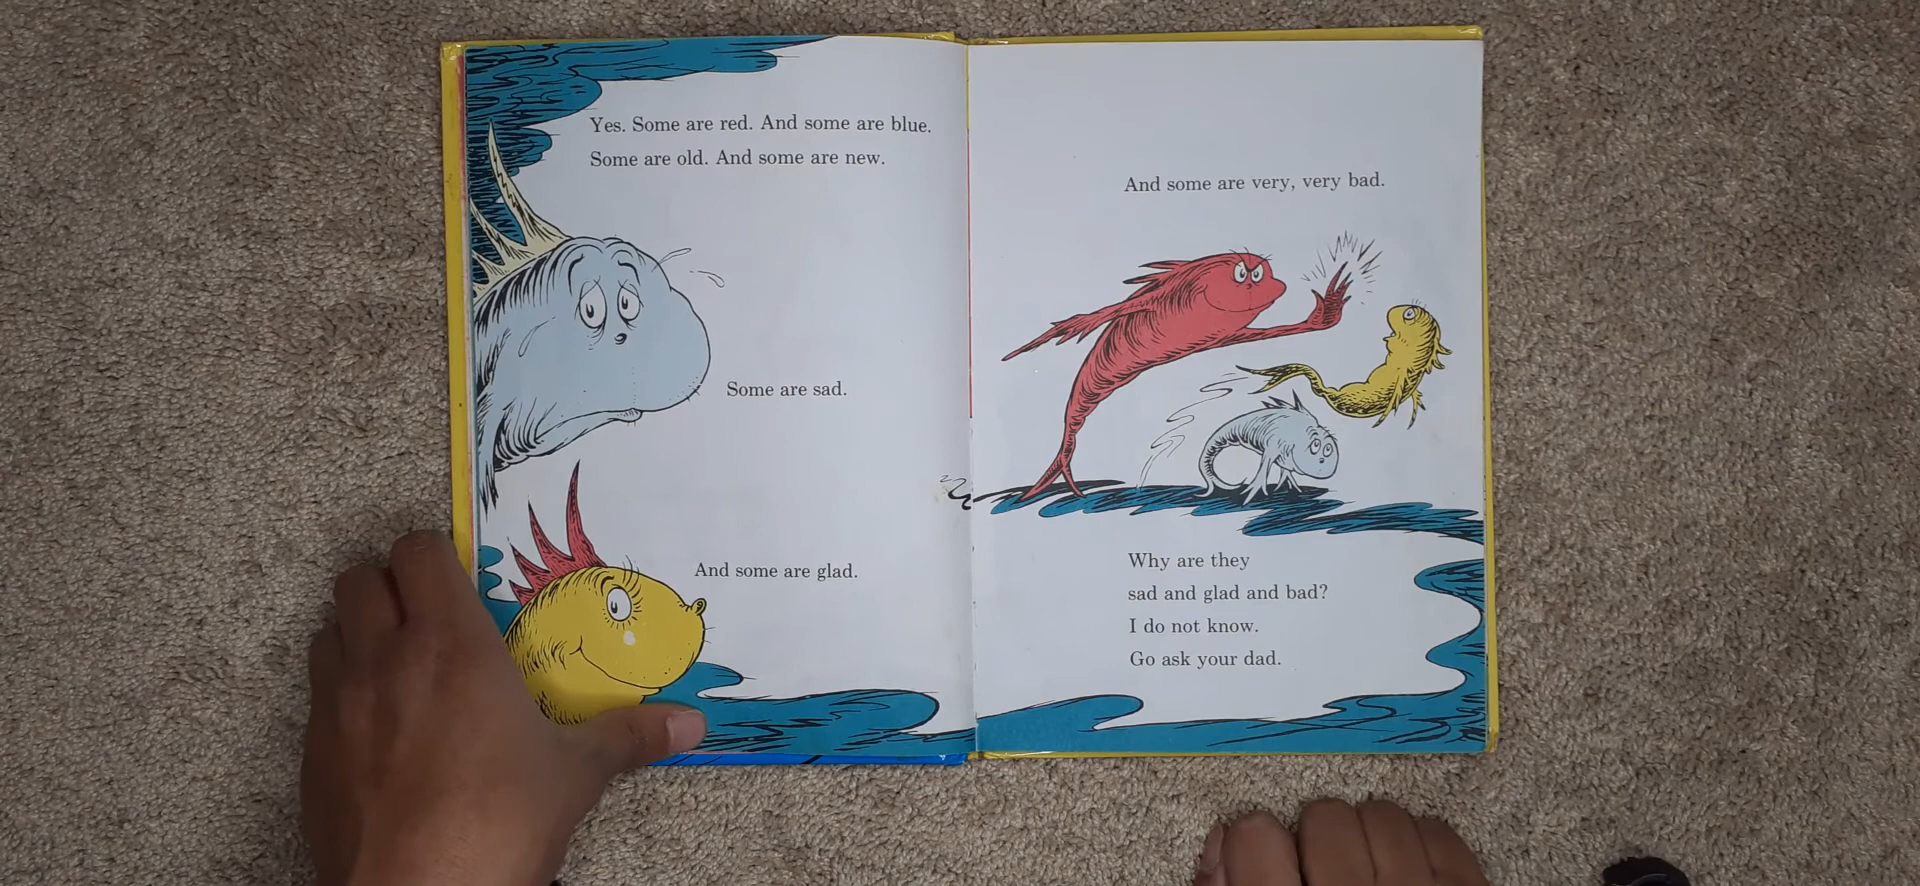 Yes. Some are red. And some are blue.
Some are old. And some are new.
Some are sad.
And some are glad.
And some are very, very bad.
Why are they
sad and glad and bad?
I do not know.
Go ask your dad.